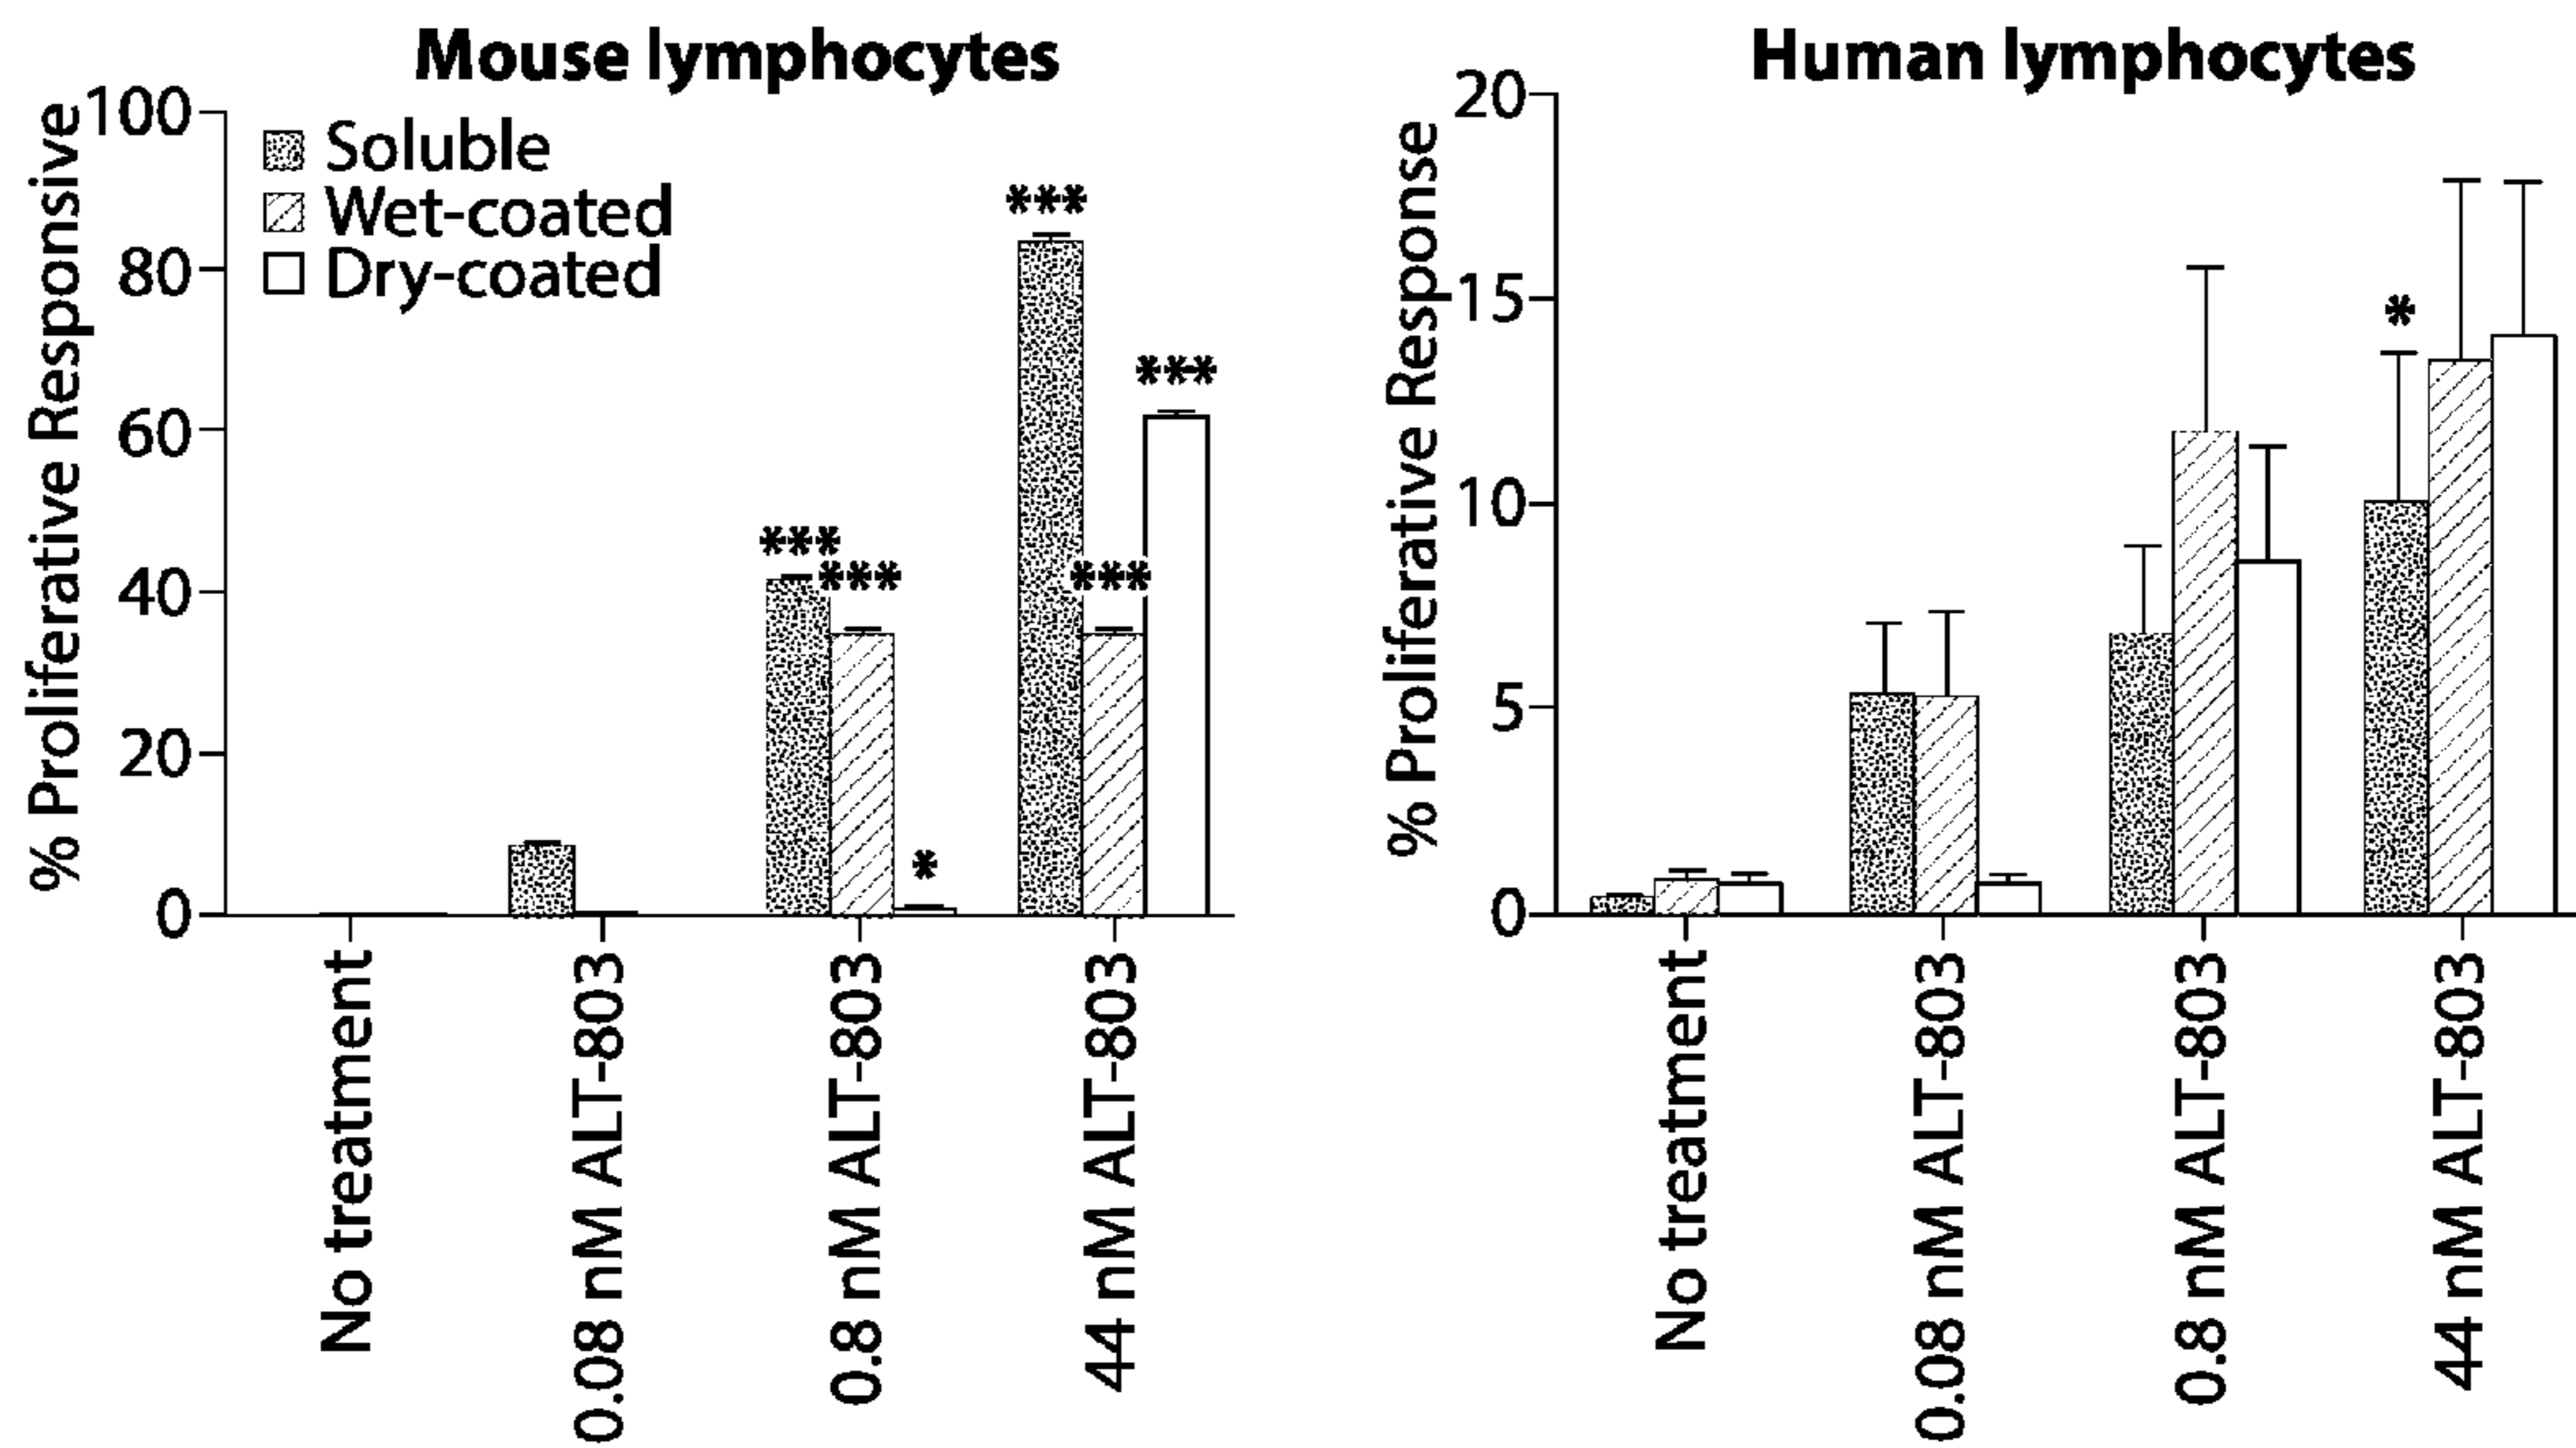 Mouse lymphocytes
% Proliferative Responsive
100
80
60
40
20
0
Soluble
Wet-coated
Dry-coated
***
***
*
***
***
***
No treatment
0.08 nM ALT-803
0.8 nM ALT-803
44 nM ALT-803
Human lymphocytes
% Proliferative Response
20
15
10
5
0
*
No treatment
0.08 nM ALT-803
0.8 nM ALT-803
44 nM ALT-803